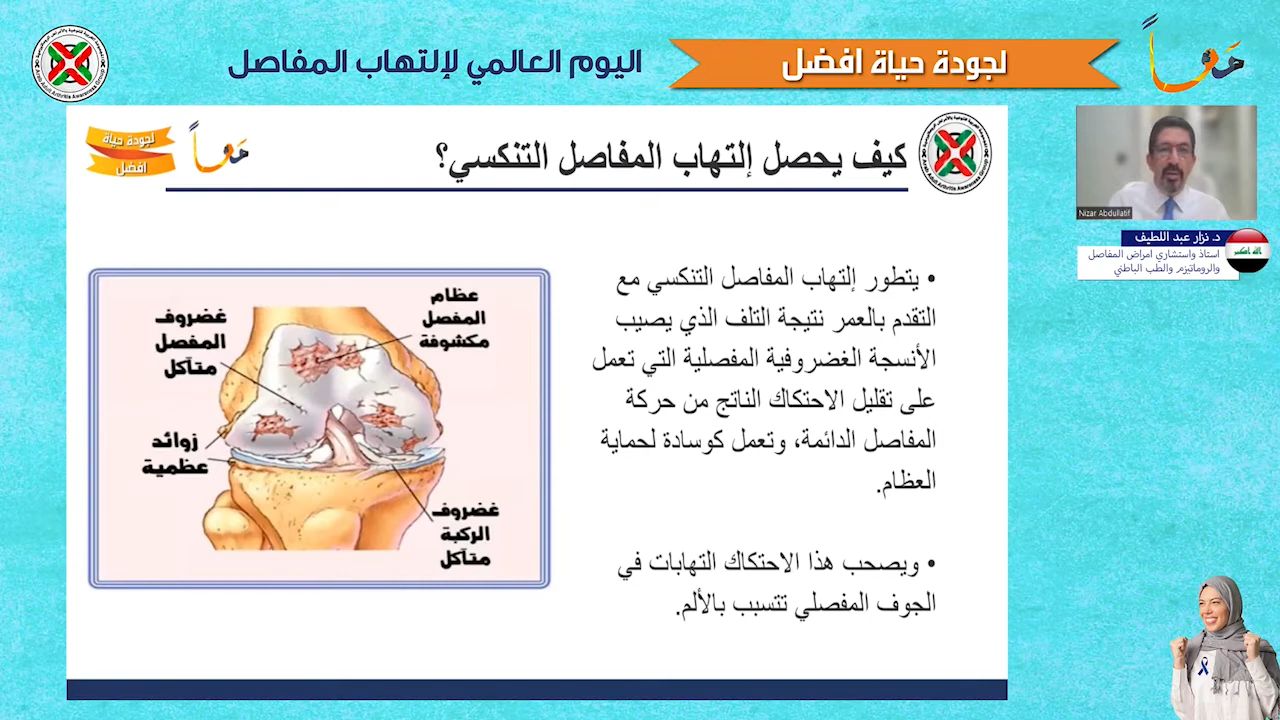 معاً
لجودة حياة افضل
اليوم العالمي لإلتهاب المفاصل
Nizar Abdullatif
د. نزار عبد اللطيف
استاذ واستشاري امراض المفاصل
والروماتيزم والطب الباطني
كيف يحصل إلتهاب المفاصل التنكسي؟
معاً
لجودة حياة
افضل
• يتطور إلتهاب المفاصل التنكسي مع
التقدم بالعمر نتيجة التلف الذي يصيب
الأنسجة الغضروفية المفصلية التي تعمل
على تقليل الاحتكاك الناتج من حركة
المفاصل الدائمة، وتعمل كوسادة لحماية
العظام.
• ويصحب هذا الاحتكاك التهابات في
الجوف المفصلي تتسبب بالألم.
عظام
المفصل
مكشوفة
غضروف
المفصل
متآكل
زوائد
عظمية
غضروف
الركبة
متآكل